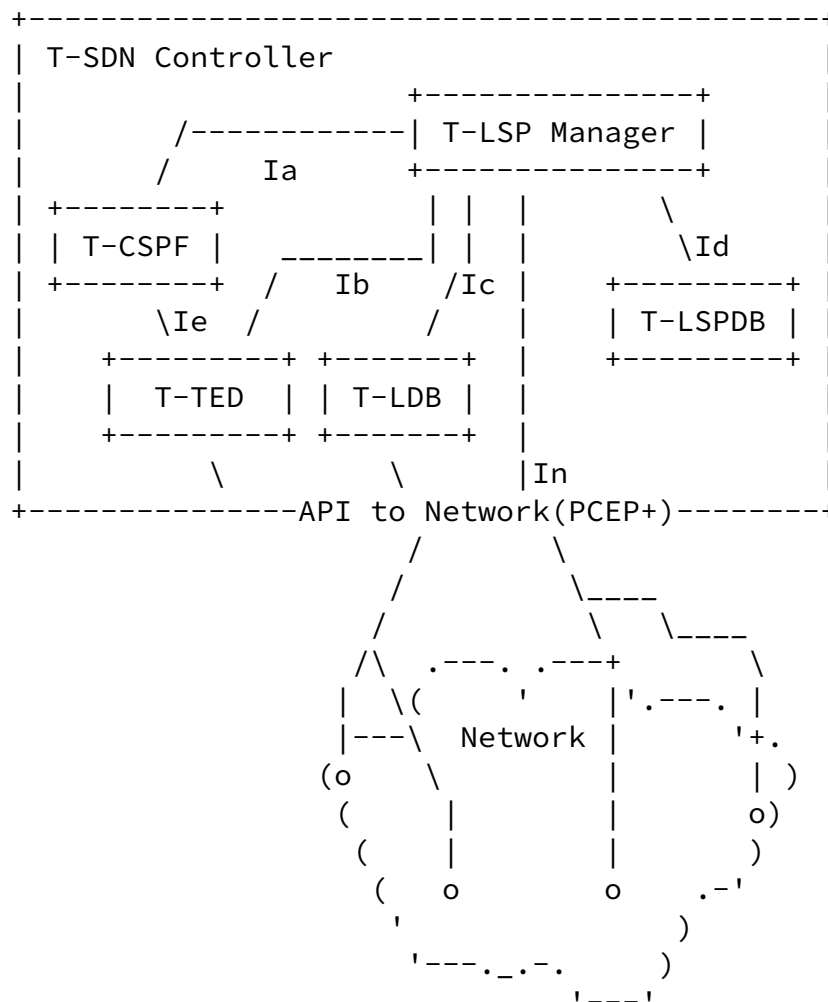 T-SDN Controller
T-LSP Manager
Ia
T-CSPF
Id
Ib Ic
T-LSPDB
Ie
T-TED T-LDB
In
API to Network(PCEP+)
Network
o
o
o o